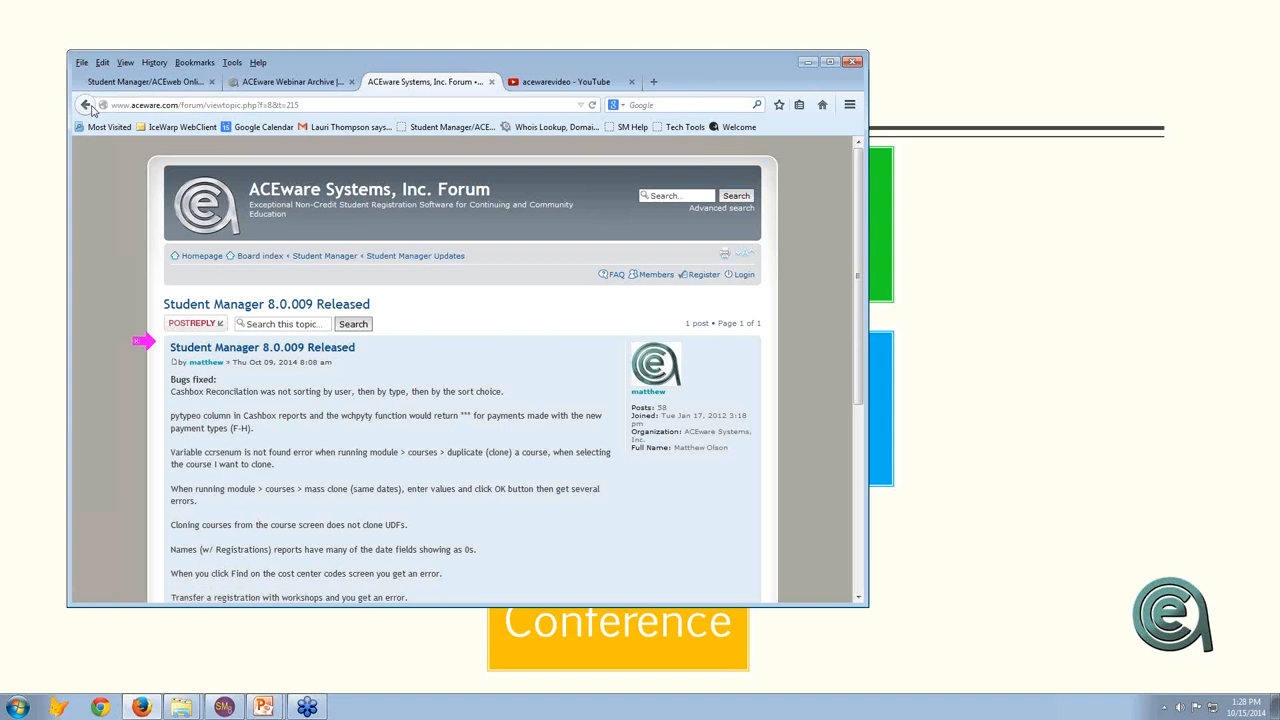 File Edit View History Bookmarks Tools Help
Student Manager/ACEweb Onli... ACEware Webinar Archive |... ACEware Systems, Inc. Forum •... acewarevideo - YouTube
www.aceware.com/forum/viewtopic.php?f=8&t=215 Google
Most Visited IceWarp WebClient Google Calendar Lauri Thompson says... Student Manager/ACE... Whois Lookup, Domai... SM Help Tech Tools Welcome
ACEware Systems, Inc. Forum
Exceptional Non-Credit Student Registration Software for Continuing and Community
Education
Search... Search
Advanced search
Homepage Board index ‹ Student Manager ‹ Student Manager Updates
FAQ Members Register Login
Student Manager 8.0.009 Released
POSTREPLY Search this topic... Search 1 post • Page 1 of 1
Student Manager 8.0.009 Released
by matthew » Thu Oct 09, 2014 8:08 am
Bugs fixed:
Cashbox Reconcilation was not sorting by user, then by type, then by the sort choice.
pytypeo column in Cashbox reports and the wchpyty function would return *** for payments made with the new
payment types (F-H).
Variable ccrsenum is not found error when running module > courses > duplicate (clone) a course, when selecting
the course I want to clone.
When running module > courses > mass clone (same dates), enter values and click OK button then get several
errors.
Cloning courses from the course screen does not clone UDFs.
Names (w/ Registrations) reports have many of the date fields showing as 0s.
When you click Find on the cost center codes screen you get an error.
Transfer a registration with workshops and you get an error.
matthew
Posts: 58
Joined: Tue Jan 17, 2012 3:18
pm
Organization: ACEware Systems,
Inc.
Full Name: Matthew Olson
Conference
1:28 PM
10/15/2014